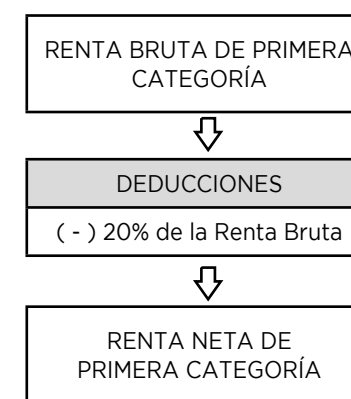 RENTA BRUTA DE PRIMERA
CATEGORÍA
DEDUCCIONES
( - ) 20% de la Renta Bruta
RENTA NETA DE
PRIMERA CATEGORÍA